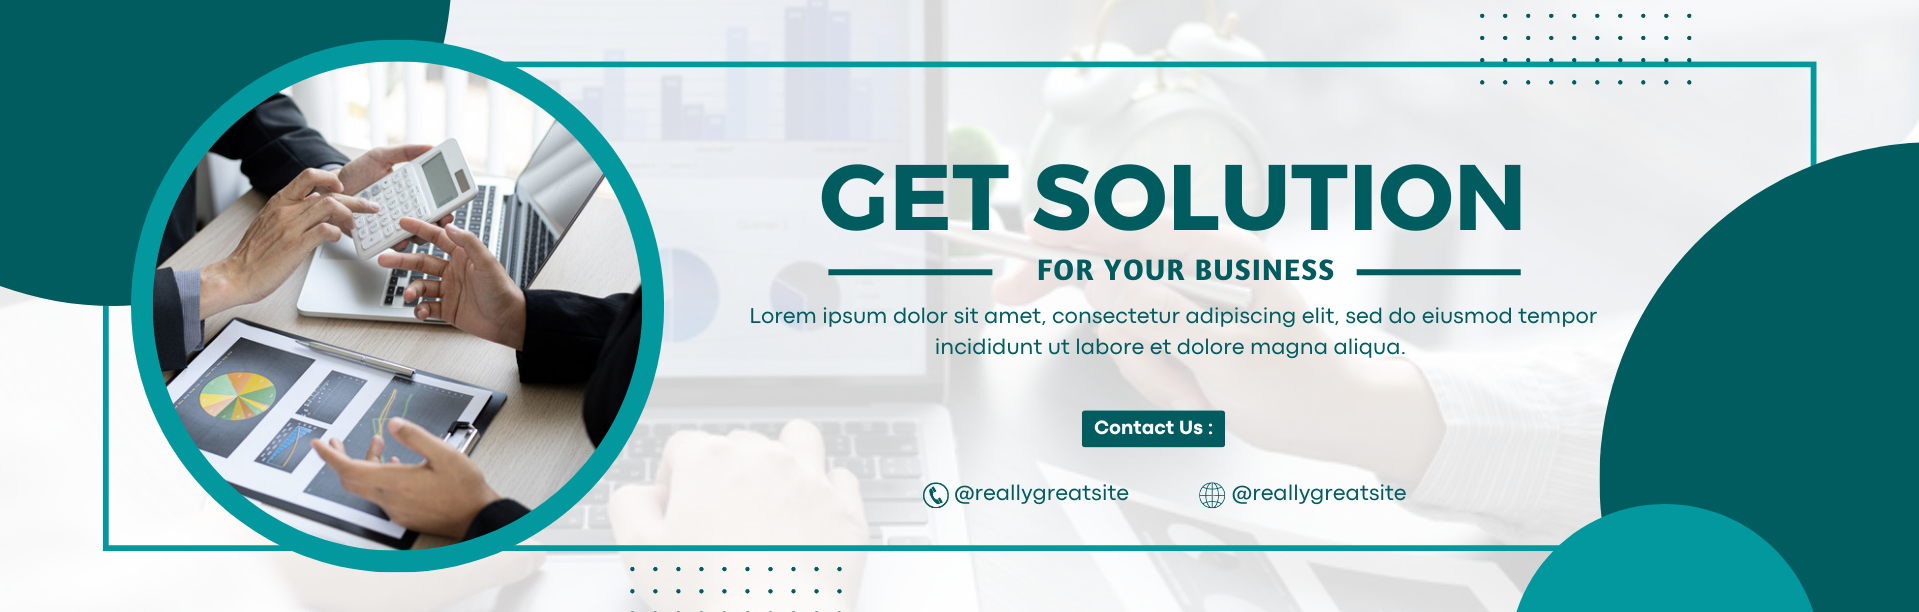 GET SOLUTION
FOR YOUR BUSINESS
Lorem ipsum dolor sit amet, consectetur adipiscing elit, sed do eiusmod tempor
incididunt ut labore et dolore magna aliqua.
Contact Us :
@reallygreatsite
@reallygreatsite